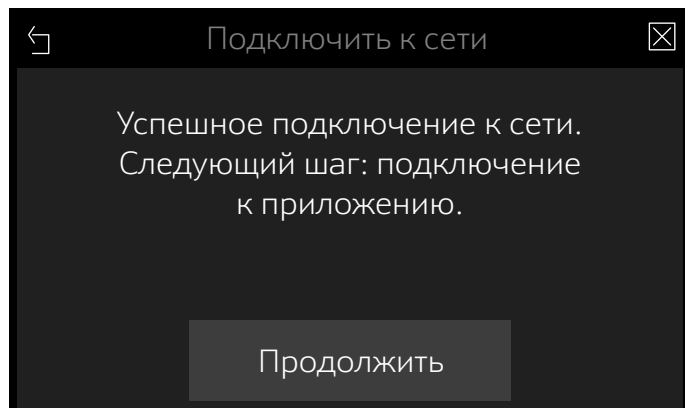 Подключить к сети
Успешное подключение к сети.
Следующий шаг: подключение
к приложению.
Продолжить